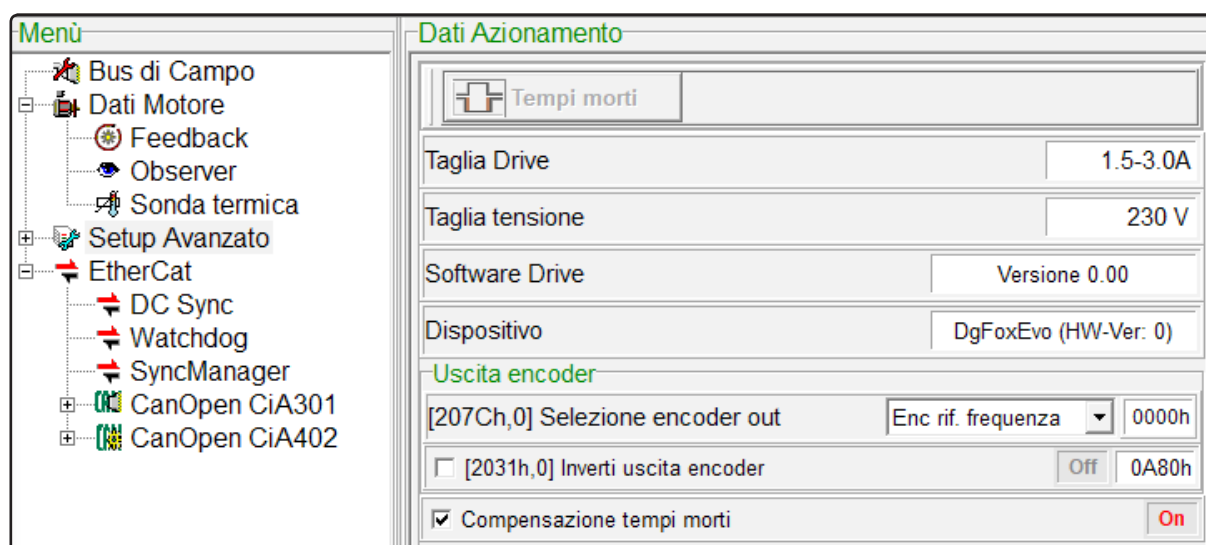 Menù
Bus di Campo
Dati Motore
Feedback
Observer
Sonda termica
Setup Avanzato
EtherCat
DC Sync
Watchdog
SyncManager
CanOpen CiA301
CanOpen CiA402
Dati Azionamento
Tempi morti
Taglia Drive 1.5-3.0A
Taglia tensione 230 V
Software Drive Versione 0.00
Dispositivo DgFoxEvo (HW-Ver: 0)
Uscita encoder
[207Ch,0] Selezione encoder out Enc rif. frequenza 0000h
[2031h,0] Inverti uscita encoder Off 0A80h
Compensazione tempi morti On